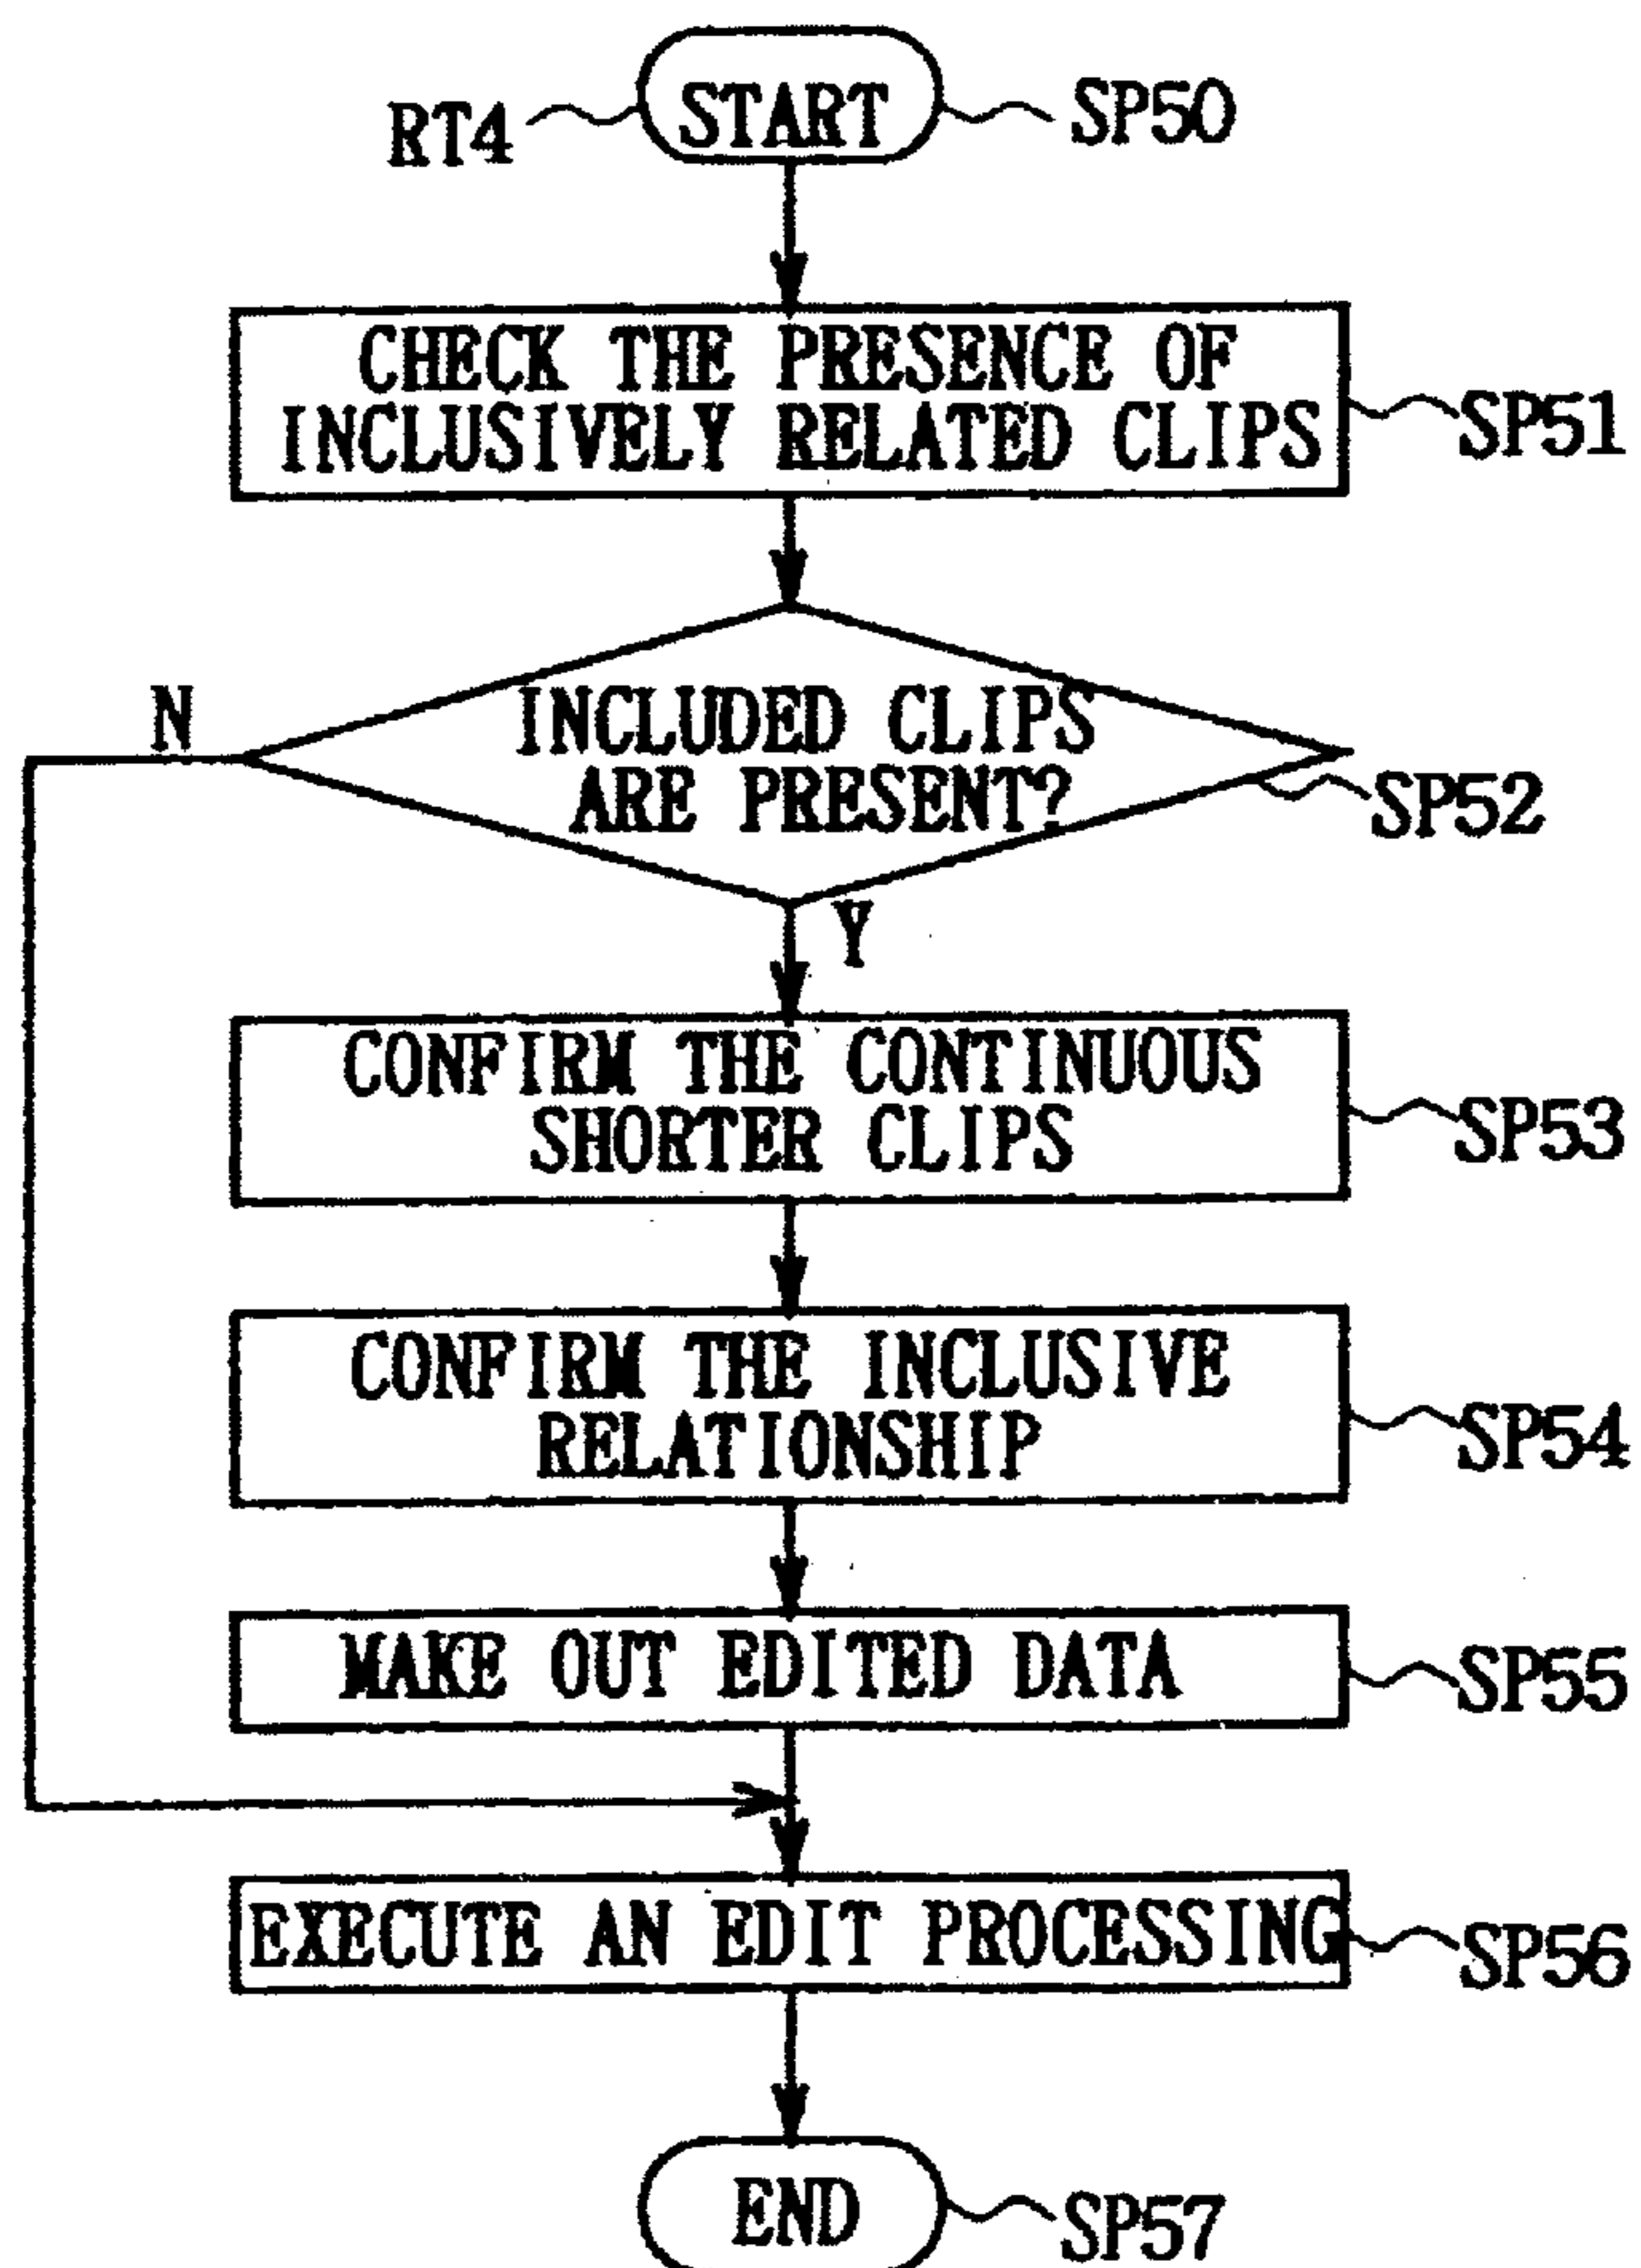 RT4
START
SP50
CHECK THE PRESENCE OF
INCLUSIVELY RELATED CLIPS
SP51
N
INCLUDED CLIPS
ARE PRESENT?
SP52
Y
CONFIRM THE CONTINUOUS
SHORTER CLIPS
SP53
CONFIRM THE INCLUSIVE
RELATIONSHIP
SP54
MAKE OUT EDITED DATA
SP55
EXECUTE AN EDIT PROCESSING
SP56
END
SP57